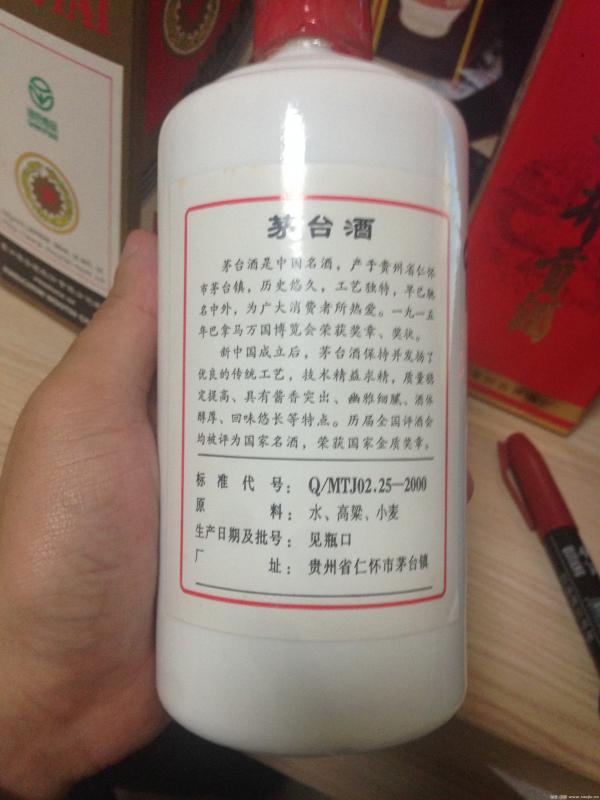 茅台酒
茅台酒是中国名酒，产于贵州省仁怀
市茅台镇，历史悠久，工艺独特，早已驰
名中外，为广大消费者所热爱。一九一五
年巴拿马万国博览会荣获奖章、奖状。
新中国成立后，茅台酒保持并发扬了
优良的传统工艺，技术精益求精，质量稳
定提高、具有酱香突出、幽雅细腻、酒体
醇厚、回味悠长等特点。历届全国评酒会
均被评为国家名酒，荣获国家金质奖章。
标准代号：Q/MTJ02.25—2000
原料：水、高粱、小麦
生产日期及批号：见瓶口
厂址：贵州省仁怀市茅台镇
贡